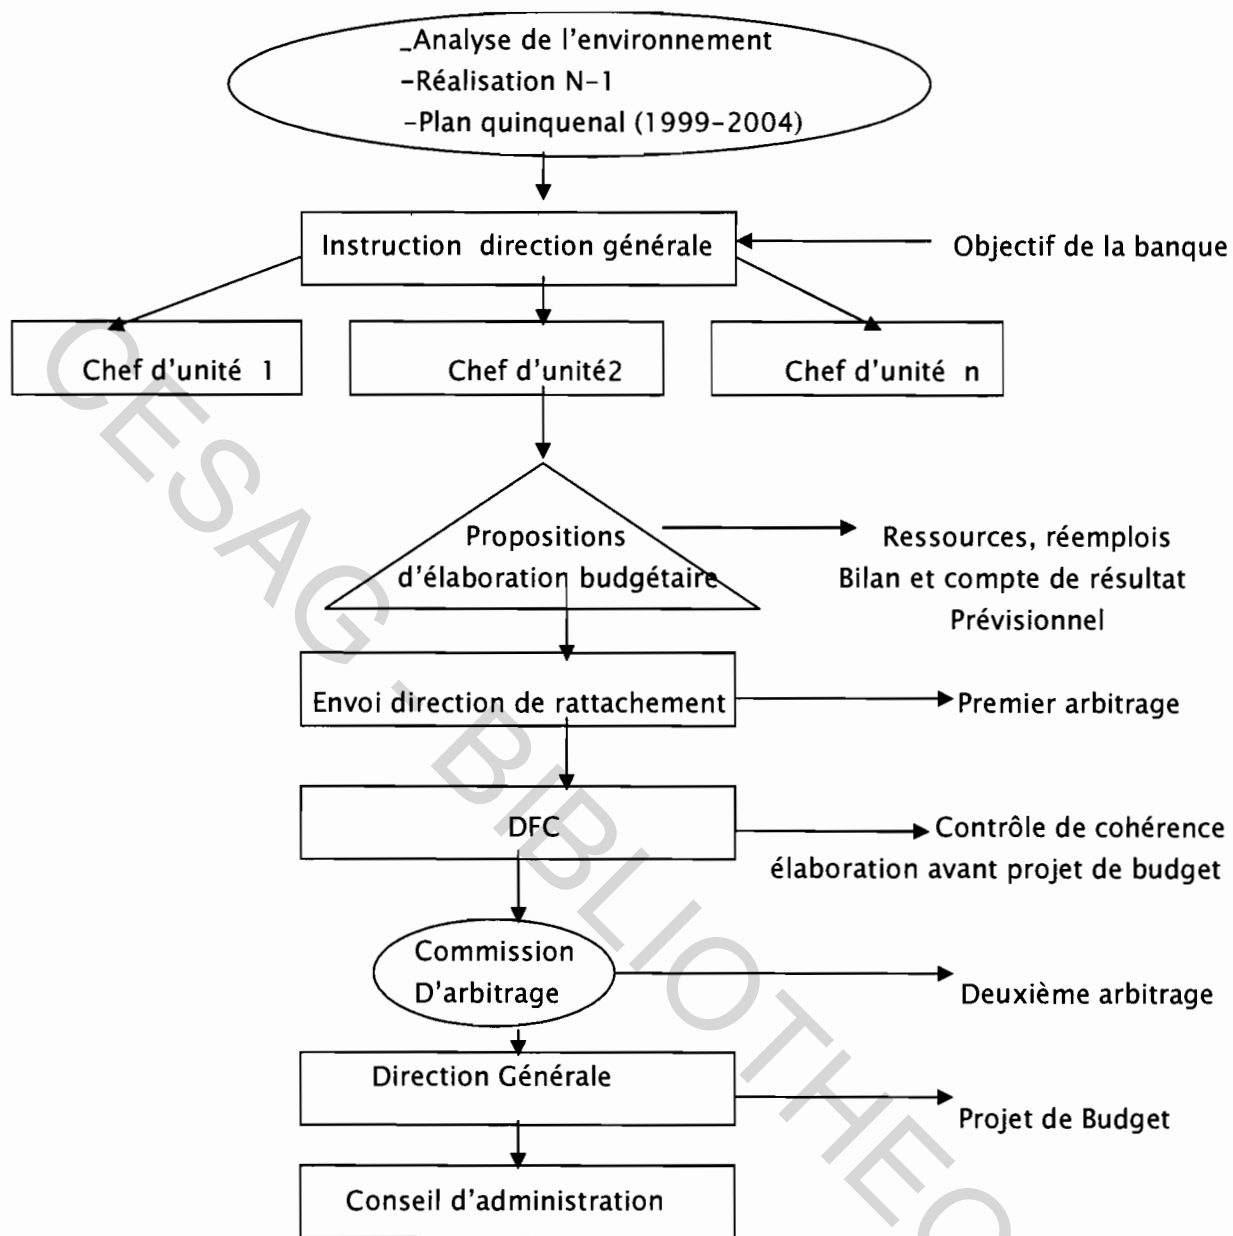 _Analyse de l'environnement
-Réalisation N-1
-Plan quinquenal (1999-2004)
Instruction direction générale
Objectif de la banque
Chef d'unité 1
Chef d'unité2
Chef d'unité n
Propositions
d'élaboration budgétaire
Ressources, réemplois
Bilan et compte de résultat
Prévisionnel
Envoi direction de rattachement
Premier arbitrage
DFC
Contrôle de cohérence
élaboration avant projet de budget
Commission
D'arbitrage
Deuxième arbitrage
Direction Générale
Projet de Budget
Conseil d'administration
CESAG - BIBLIOTHEQ